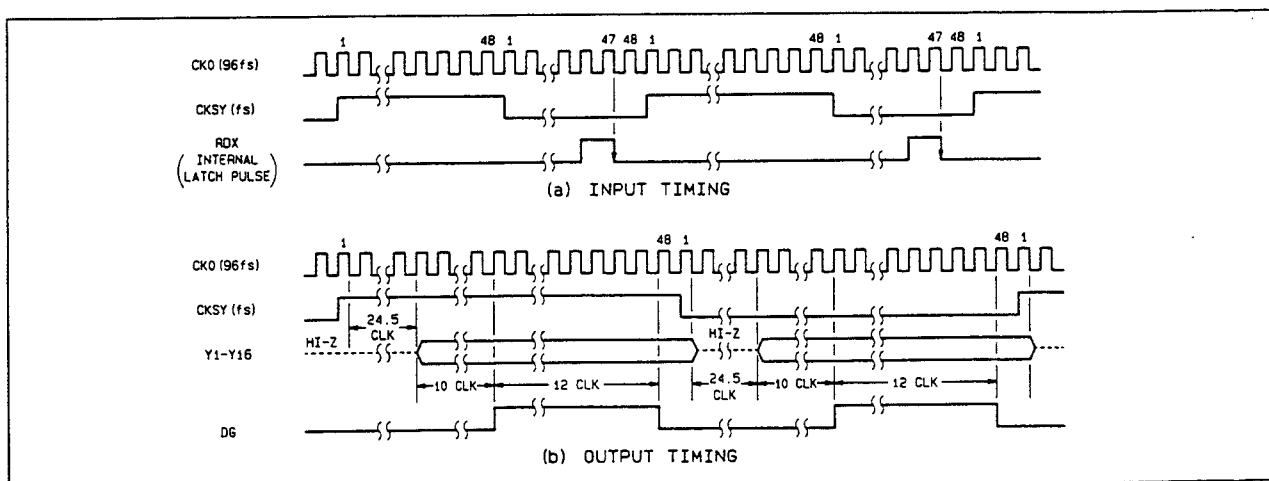 1 48 1 47 48 1 48 1 47 48 1
CKO (96fs)
CKSY (fs)
RDX
( INTERNAL
LATCH PULSE )
(a) INPUT TIMING
1 48 1 48 1
CKO (96fs)
CKSY (fs)
24.5
CLK
HI-Z HI-Z
Y1-Y16
10 CLK 12 CLK 24.5
CLK 10 CLK 12 CLK
DG
(b) OUTPUT TIMING